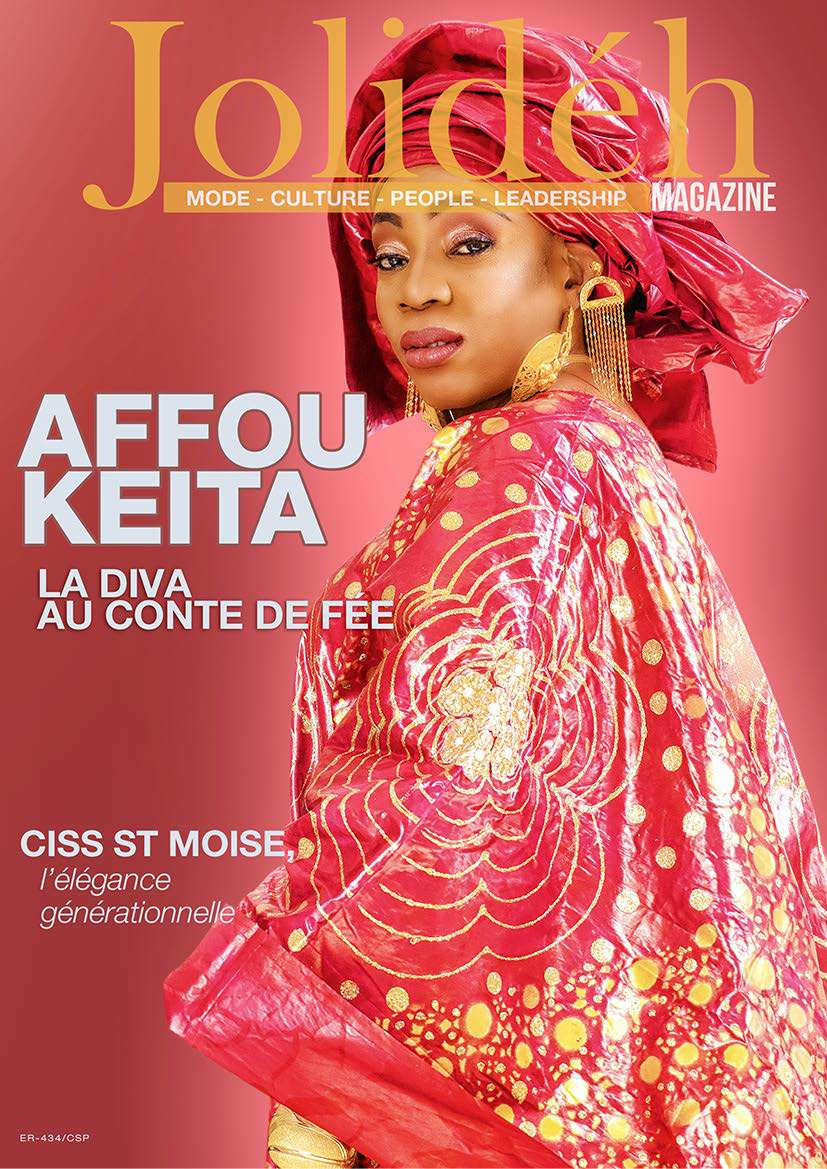 Jolidéh
MODE - CULTURE - PEOPLE - LEADERSHIP MAGAZINE
AFFOU
KEITA
LA DIVA
AU CONTE DE FÉE
CISS ST MOISE,
l'élégance
générationnelle
ER-434/CSP